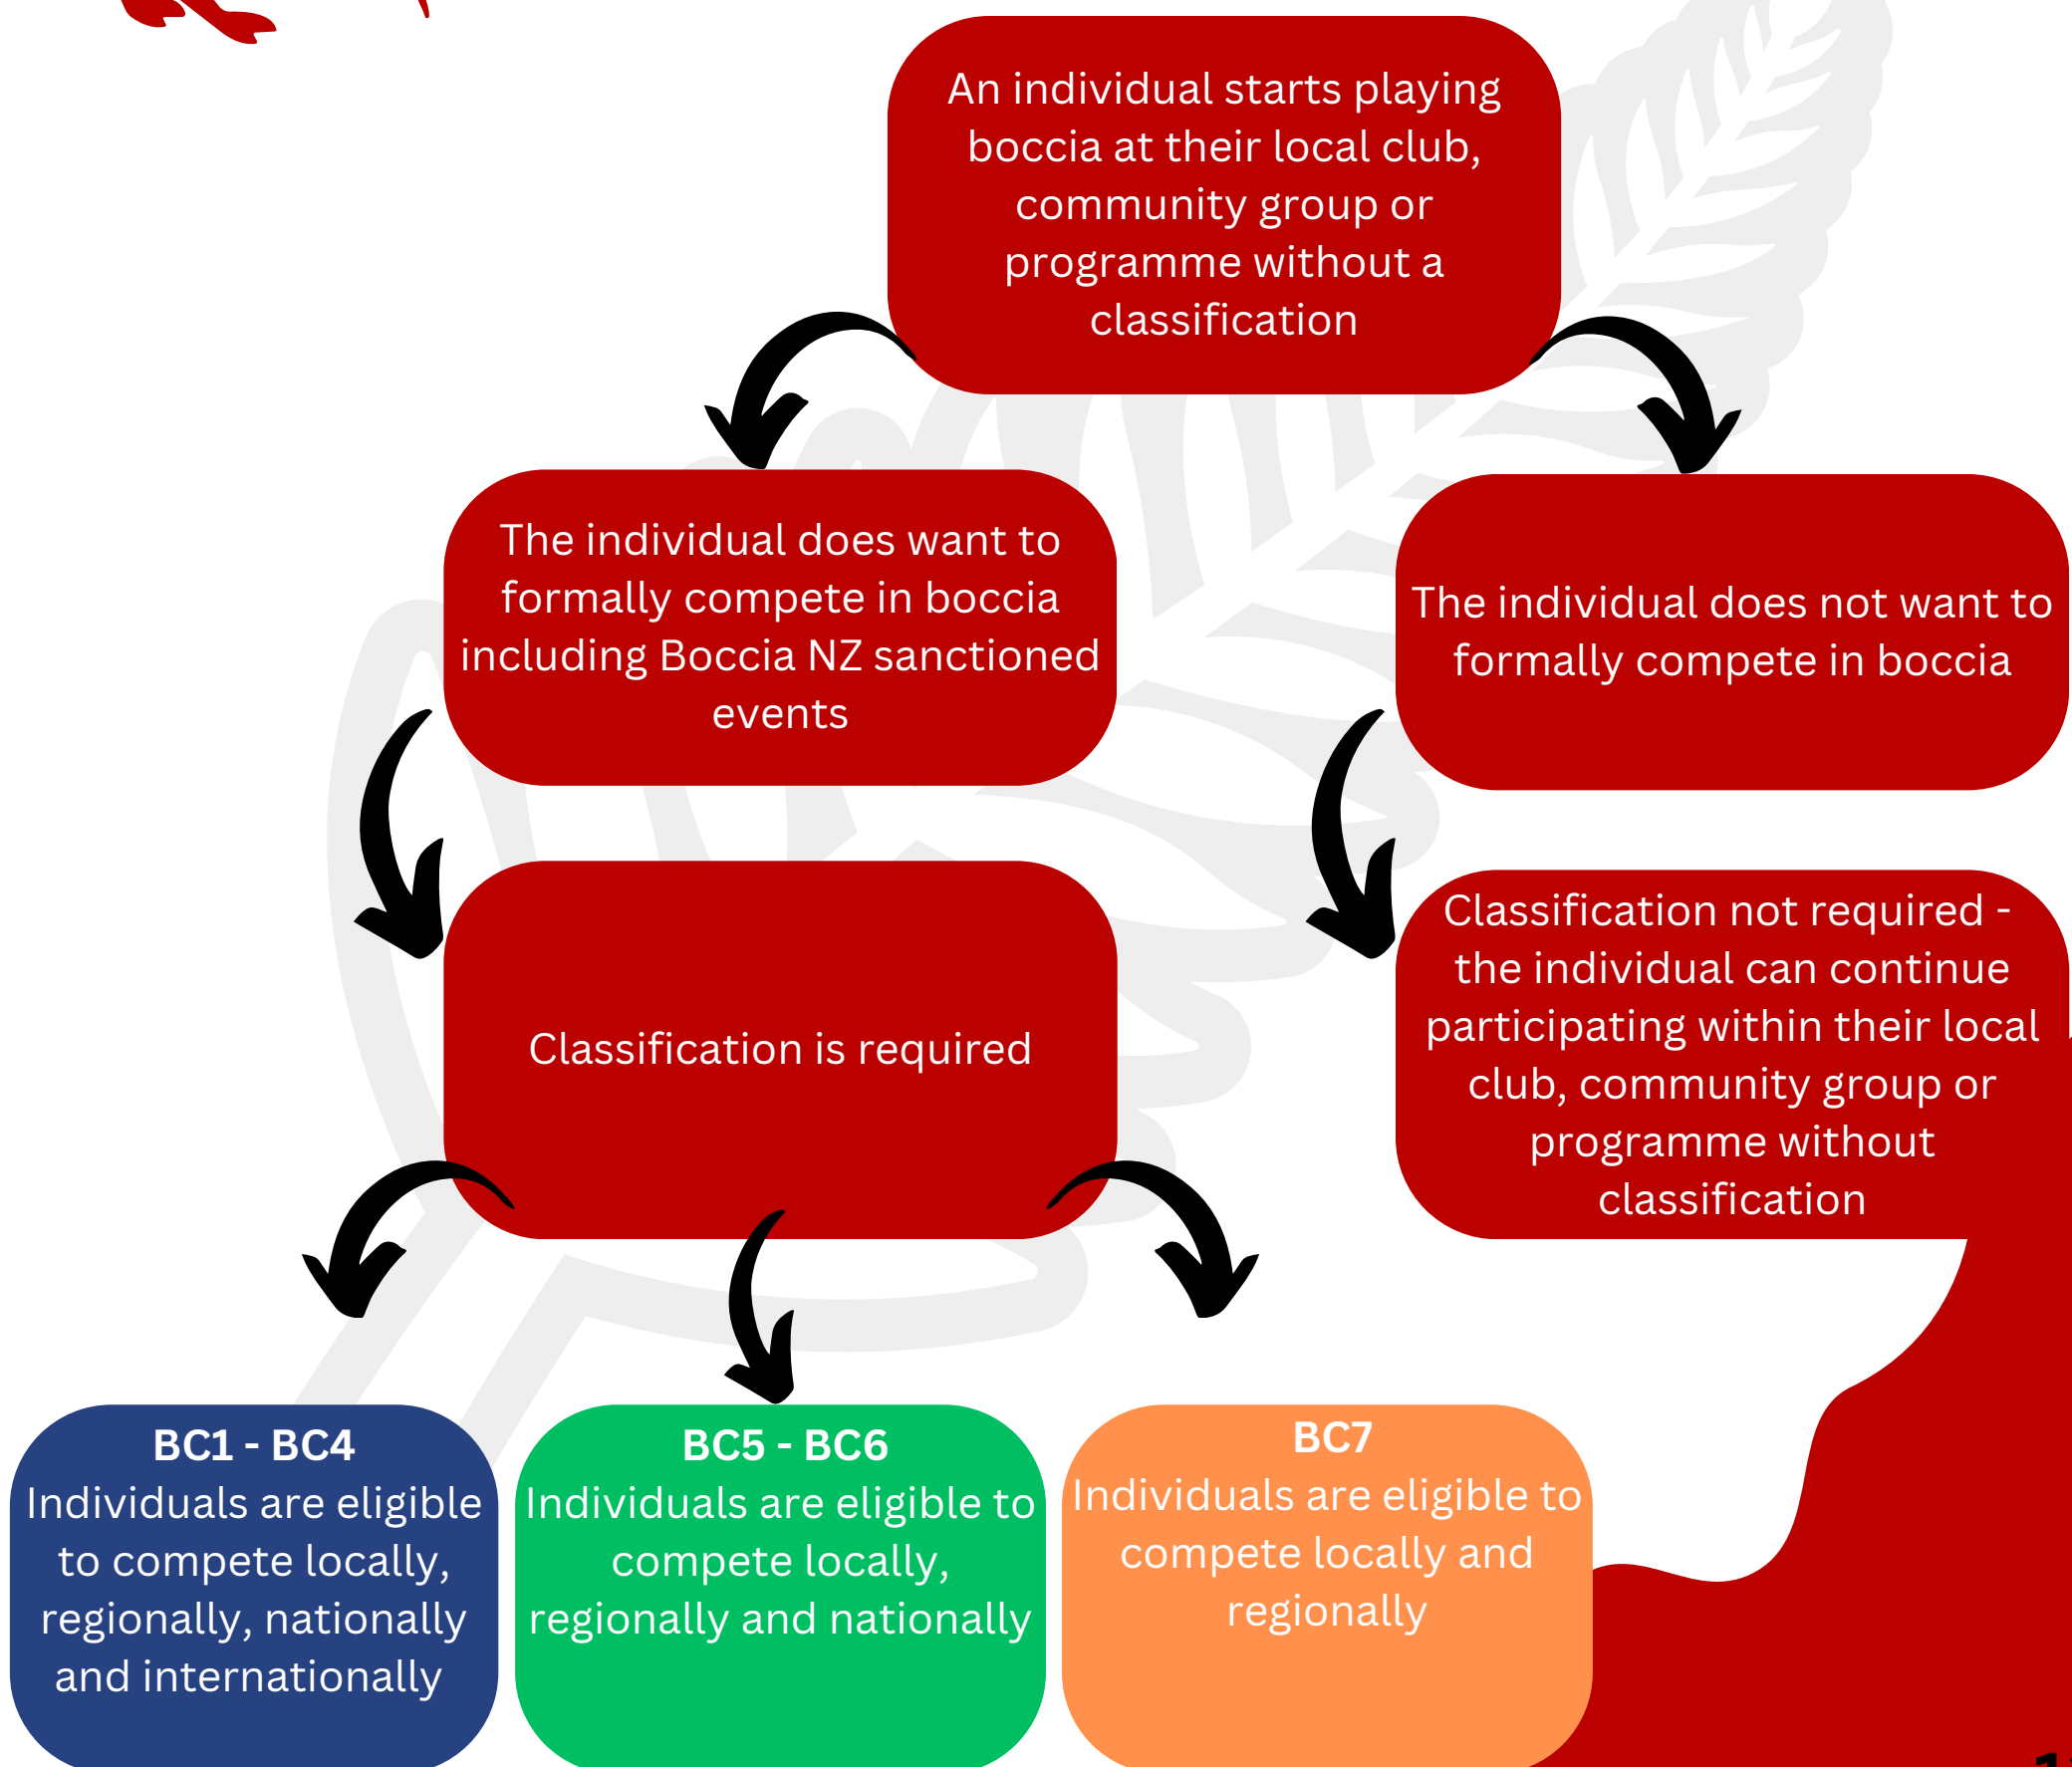 An individual starts playing
boccia at their local club,
community group or
programme without a
classification
The individual does want to
formally compete in boccia
including Boccia NZ sanctioned
events
The individual does not want to
formally compete in boccia
Classification is required
Classification not required -
the individual can continue
participating within their local
club, community group or
programme without
classification
BC1 - BC4
Individuals are eligible
to compete locally,
regionally, nationally
and internationally
BC5 - BC6
Individuals are eligible to
compete locally,
regionally and nationally
BC7
Individuals are eligible to
compete locally and
regionally